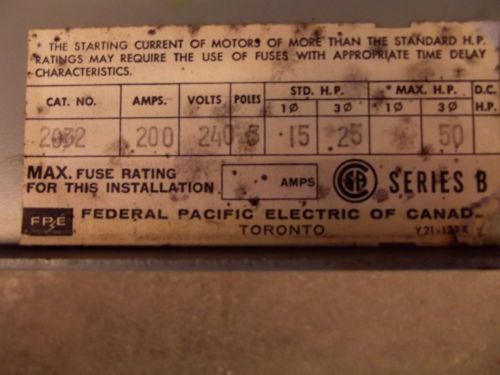 THE STARTING CURRENT OF MOTORS OF MORE THAN THE STANDARD H.P.
RATINGS MAY REQUIRE THE USE OF FUSES WITH APPROPRIATE TIME DELAY
CHARACTERISTICS.
CAT. NO. AMPS. VOLTS POLES STD. H.P. * MAX. H.P. D.C.
1Ø 3Ø 1Ø 3Ø H.P.
2032 200 240 3 15 25 50
MAX. FUSE RATING
FOR THIS INSTALLATION AMPS SERIES B
FPE FEDERAL PACIFIC ELECTRIC OF CANAD
TORONTO